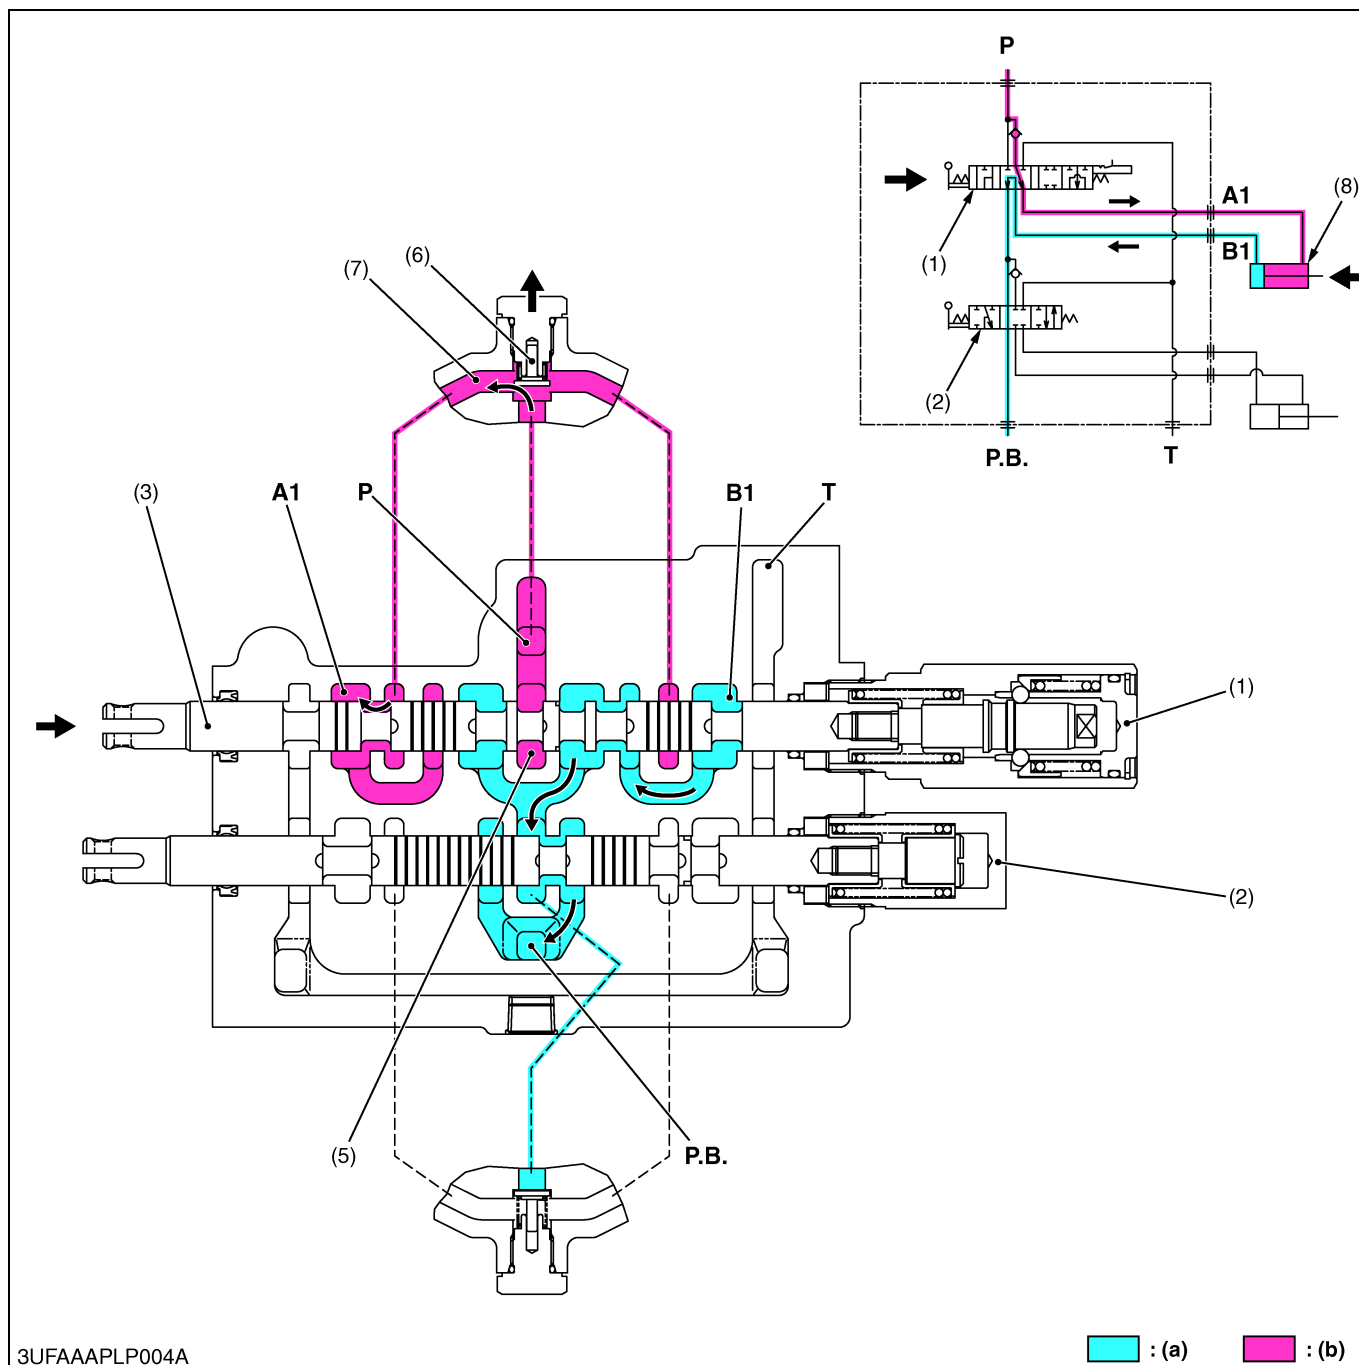 P
A1
(8)
B1
(1)
(2)
P.B.
T
(7)
(6)
(3)
A1
P
B1
T
(1)
(2)
(5)
P.B.
3UFAAAPLP004A
: (a)
: (b)